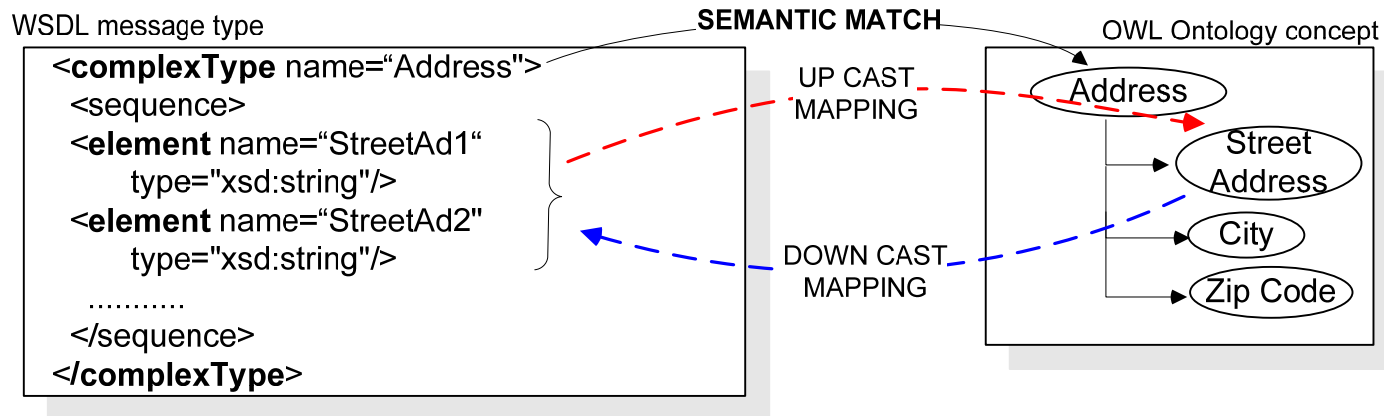 WSDL message type
<complexType name=“Address">
<sequence>
<element name=“StreetAd1“
type="xsd:string"/>
<element name=“StreetAd2"
type="xsd:string"/>
...........
</sequence>
</complexType>
SEMANTIC MATCH
UP CAST
MAPPING
DOWN CAST
MAPPING
OWL Ontology concept
Address
Street
Address
City
Zip Code